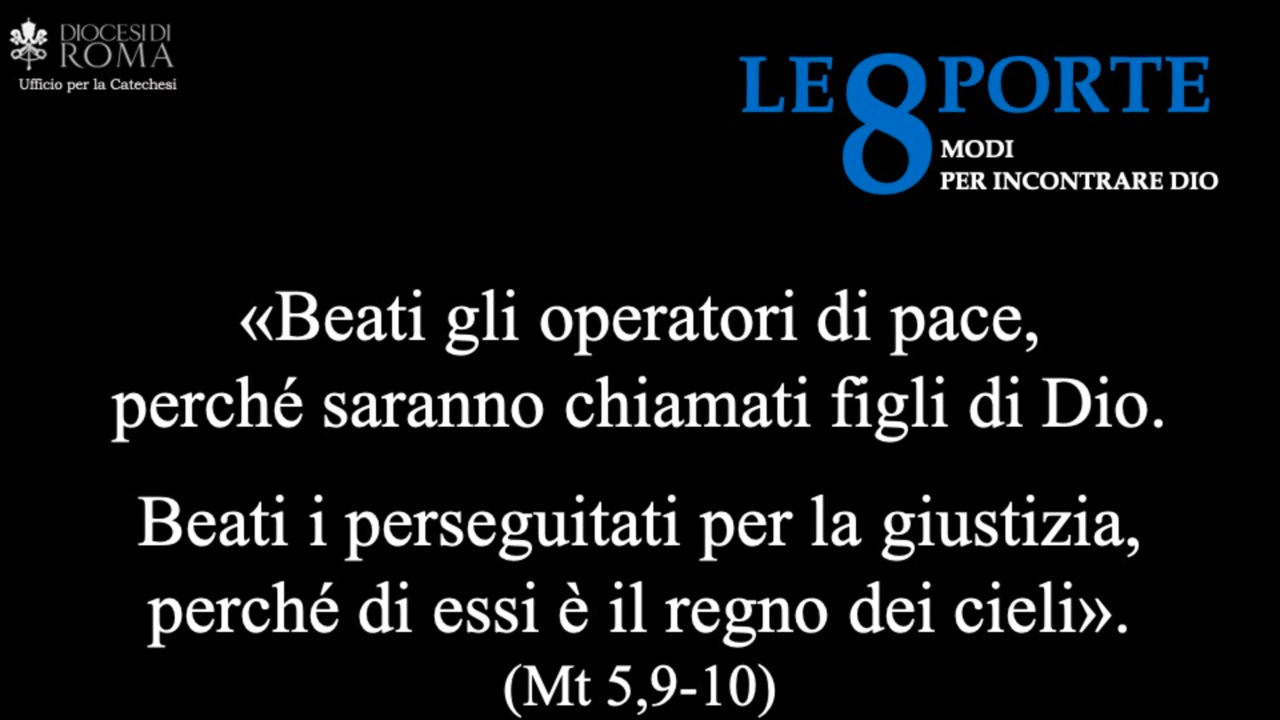 DIOCESI DI
ROMA
Ufficio per la Catechesi
LE 8 PORTE
MODI
PER INCONTRARE DIO
«Beati gli operatori di pace,
perché saranno chiamati figli di Dio.
Beati i perseguitati per la giustizia,
perché di essi è il regno dei cieli».
(Mt 5,9-10)